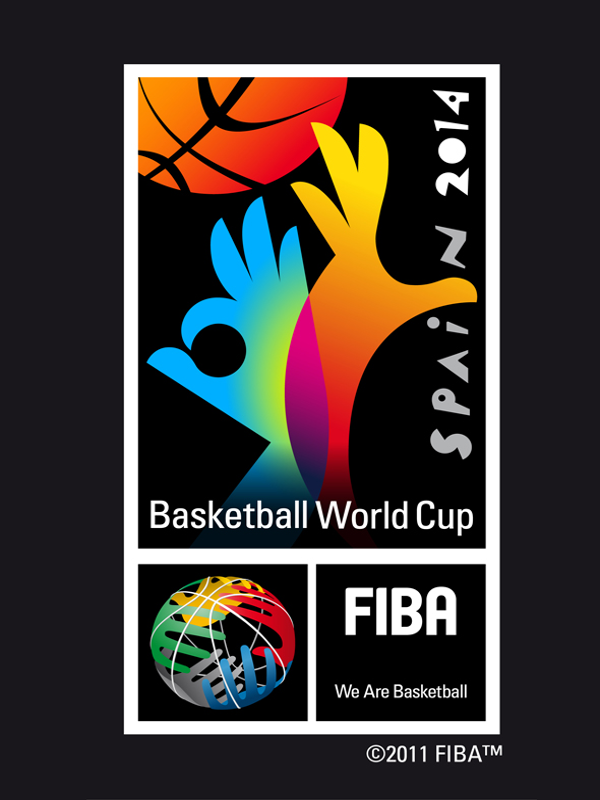 SPAiN 2014
Basketball World Cup
FIBA
We Are Basketball
©2011 FIBA™